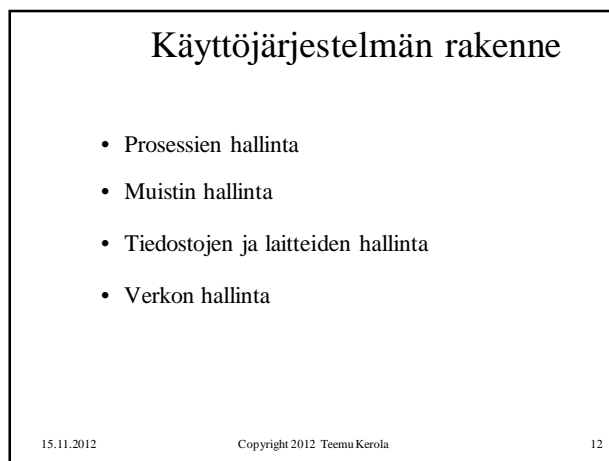 Käyttöjärjestelmän rakenne
• Prosessien hallinta
• Muistin hallinta
• Tiedostojen ja laitteiden hallinta
• Verkon hallinta
15.11.2012 Copyright 2012 Teemu Kerola 12